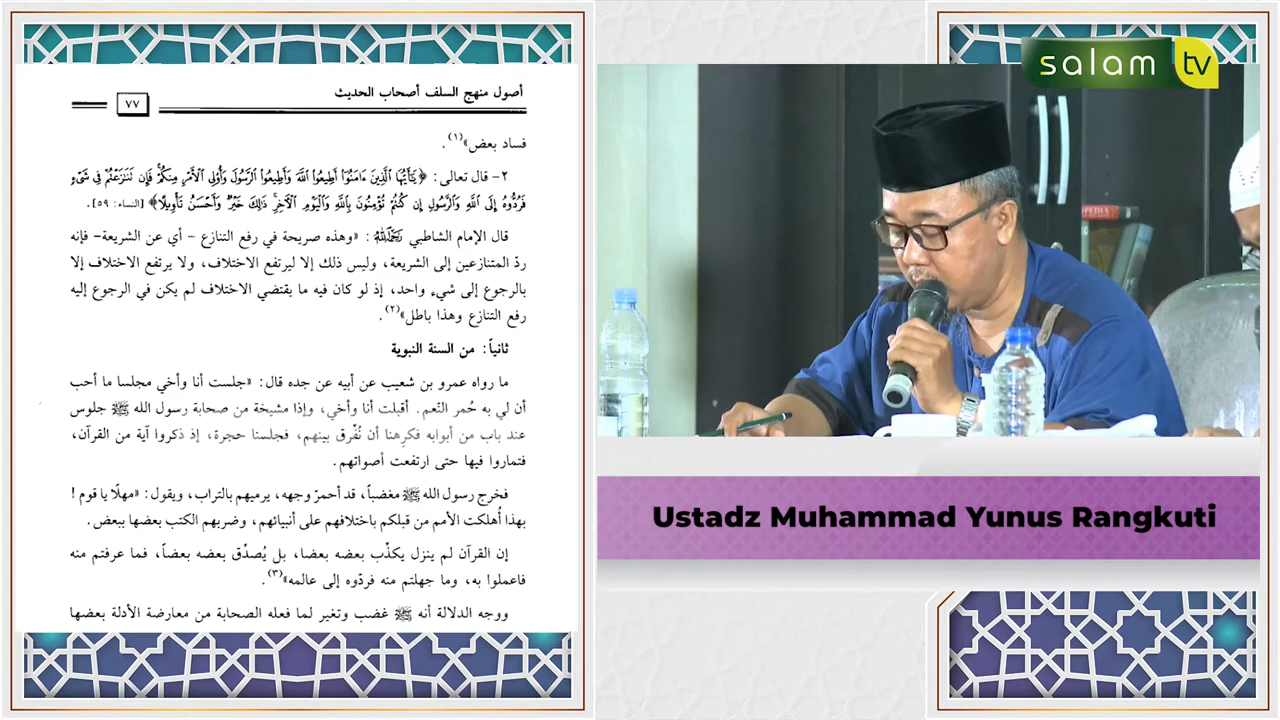 أصول منهج السلف أصحاب الحديث
٧٧
فساد بعض»(١).
٢- قال تعالى: ﴿يَٰٓأَيُّهَا ٱلَّذِينَ ءَامَنُوٓا۟ أَطِيعُوا۟ ٱللَّهَ وَأَطِيعُوا۟ ٱلرَّسُولَ وَأُو۟لِى ٱلْأَمْرِ مِنكُمْ ۖ فَإِن تَنَٰزَعْتُمْ فِى شَىْءٍ
فَرُدُّوهُ إِلَى ٱللَّهِ وَٱلرَّسُولِ إِن كُنتُمْ تُؤْمِنُونَ بِٱللَّهِ وَٱلْيَوْمِ ٱلْءَاخِرِ ۚ ذَٰلِكَ خَيْرٌ وَأَحْسَنُ تَأْوِيلًا﴾ [النساء: ٥٩].
قال الإمام الشاطبي رحمه الله: «وهذه صريحة في رفع التنازع - أي عن الشريعة- فإنه
ردّ المتنازعين إلى الشريعة، وليس ذلك إلا ليرتفع الاختلاف، ولا يرتفع الاختلاف إلا
بالرجوع إلى شيء واحد، إذ لو كان فيه ما يقتضي الاختلاف لم يكن في الرجوع إليه
رفع التنازع وهذا باطل»(٢).
ثانياً: من السنة النبوية
ما رواه عمرو بن شعيب عن أبيه عن جده قال: «جلست أنا وأخي مجلسا ما أحب
أن لي به حُمر النّعم. أقبلت أنا وأخي، وإذا مشيخة من صحابة رسول الله ﷺ جلوس
عند باب من أبوابه فكرهنا أن نُفّرق بينهم، فجلسنا حجرة، إذ ذكروا آية من القرآن،
فتماروا فيها حتى ارتفعت أصواتهم.
فخرج رسول الله ﷺ مغضباً، قد أحمرّ وجهه، يرميهم بالتراب، ويقول: «مهلًا يا قوم!
بهذا أُهلكت الأمم من قبلكم باختلافهم على أنبيائهم، وضربهم الكتب بعضها ببعض.
إن القرآن لم ينزل يكذّب بعضه بعضا، بل يُصدّق بعضه بعضاً، فما عرفتم منه
فاعملوا به، وما جهلتم منه فردّوه إلى عالمه»(٣).
ووجه الدلالة أنه ﷺ غضب وتغير لما فعله الصحابة من معارضة الأدلة بعضها
salam tv
Ustadz Muhammad Yunus Rangkuti